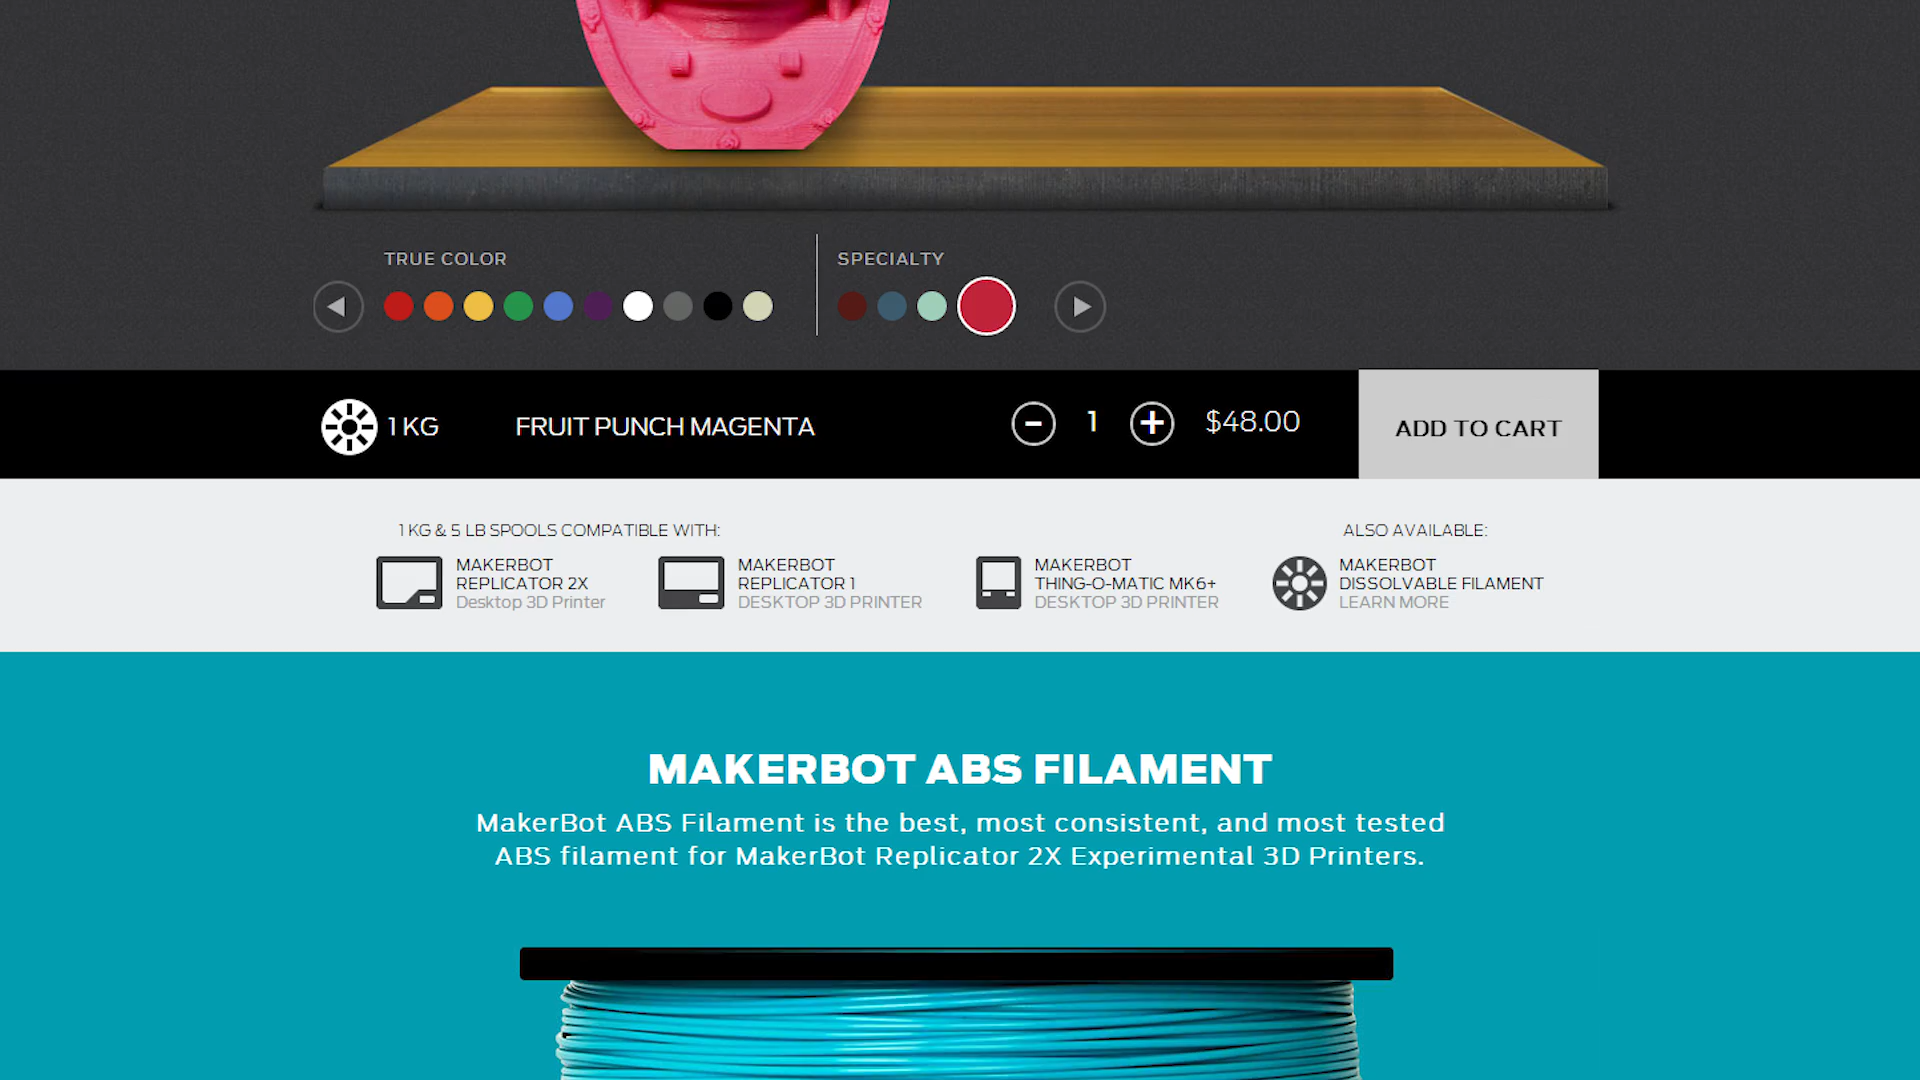 TRUE COLOR
SPECIALTY
1 KG
FRUIT PUNCH MAGENTA
1
$48.00
ADD TO CART
1 KG & 5 LB SPOOLS COMPATIBLE WITH:
ALSO AVAILABLE:
MAKERBOT
REPLICATOR 2X
Desktop 3D Printer
MAKERBOT
REPLICATOR 1
DESKTOP 3D PRINTER
MAKERBOT
THING-O-MATIC MK6+
DESKTOP 3D PRINTER
MAKERBOT
DISSOLVABLE FILAMENT
LEARN MORE
MAKERBOT ABS FILAMENT
MakerBot ABS Filament is the best, most consistent, and most tested
ABS filament for MakerBot Replicator 2X Experimental 3D Printers.